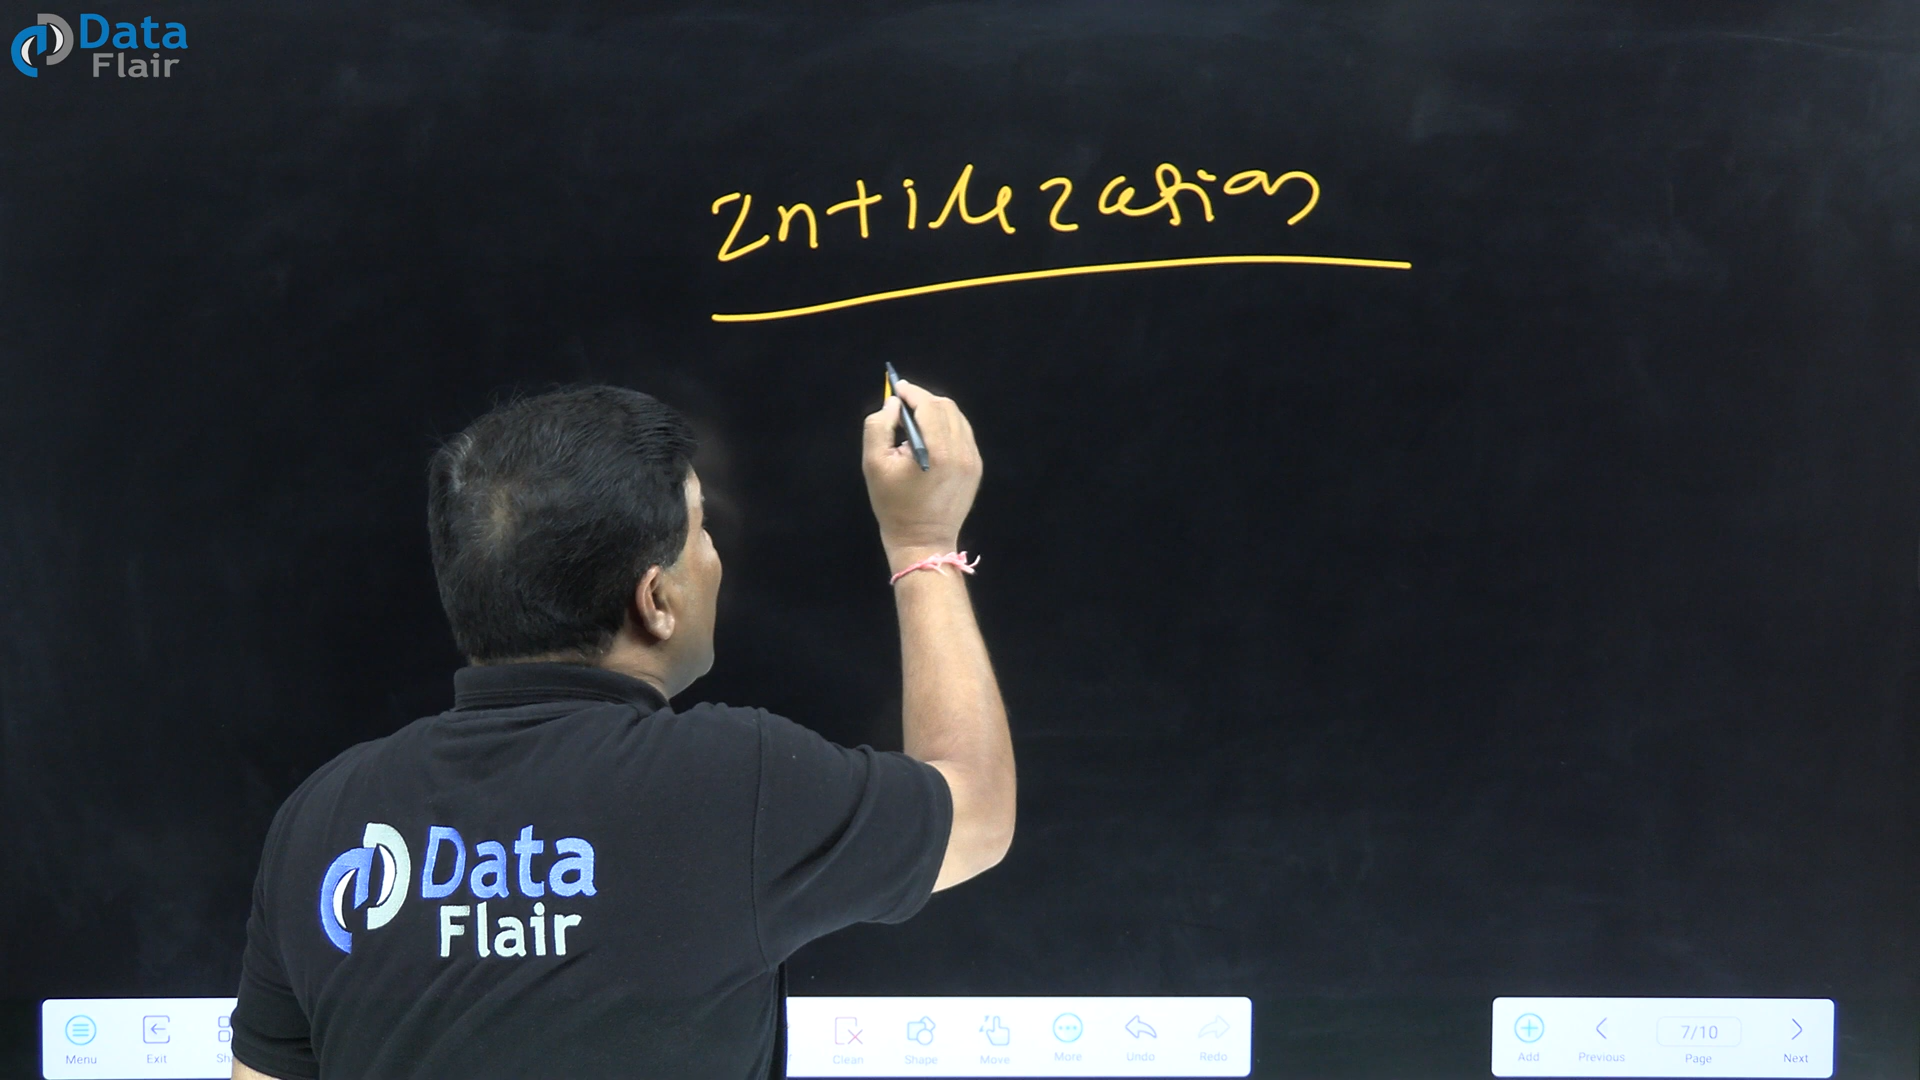 Data
Flair
Intilization
Data
Flair
Menu
Exit
Clean
Shape
Move
More
Undo
Redo
Add
Previous
7/10
Page
Next